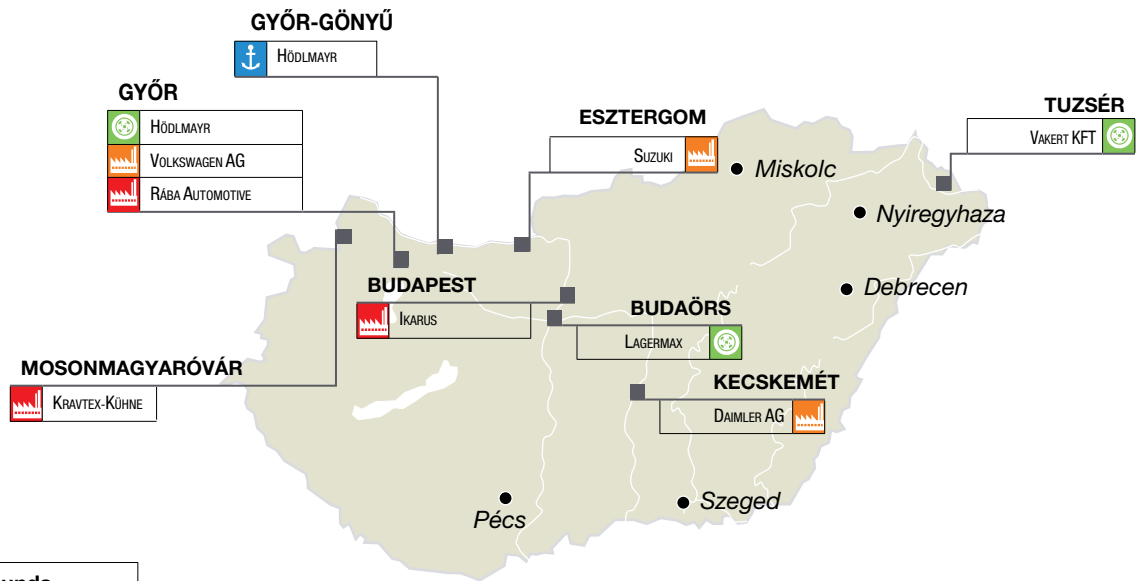 GYŐR-GÖNYŰ
HÖDLMAYR
GYŐR
HÖDLMAYR
VOLKSWAGEN AG
RÁBA AUTOMOTIVE
ESZTERGOM
SUZUKI
TUZSÉR
VAKERT KFT
Miskolc
Nyiregyhaza
Debrecen
BUDAPEST
IKARUS
BUDAÖRS
LAGERMAX
MOSONMAGYARÓVÁR
KRAVTEX-KÜHNE
KECSKEMÉT
DAIMLER AG
Pécs
Szeged